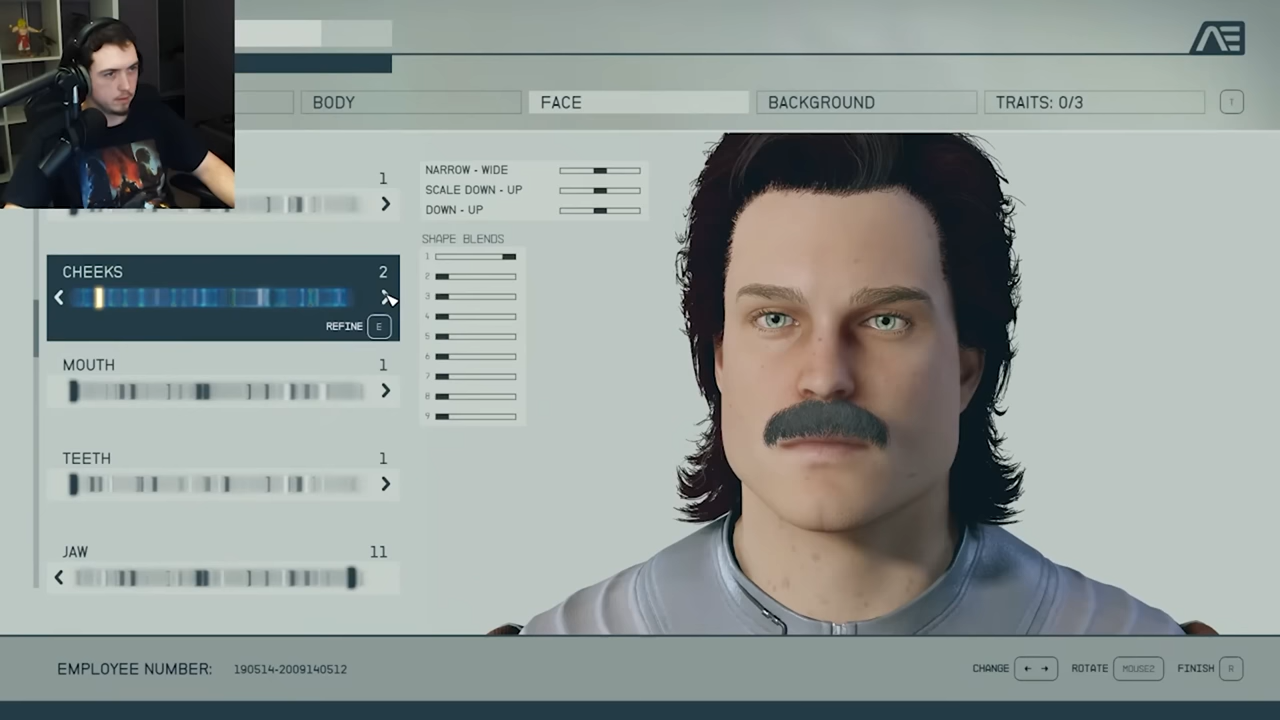 AE
BODY
FACE
BACKGROUND
TRAITS: 0/3
T
1
CHEEKS 2
REFINE E
MOUTH 1
TEETH 1
JAW 11
NARROW - WIDE
SCALE DOWN - UP
DOWN - UP
SHAPE BLENDS
1
2
3
4
5
6
7
8
9
EMPLOYEE NUMBER: 190514-2009140512
CHANGE ← → ROTATE MOUSE2 FINISH R